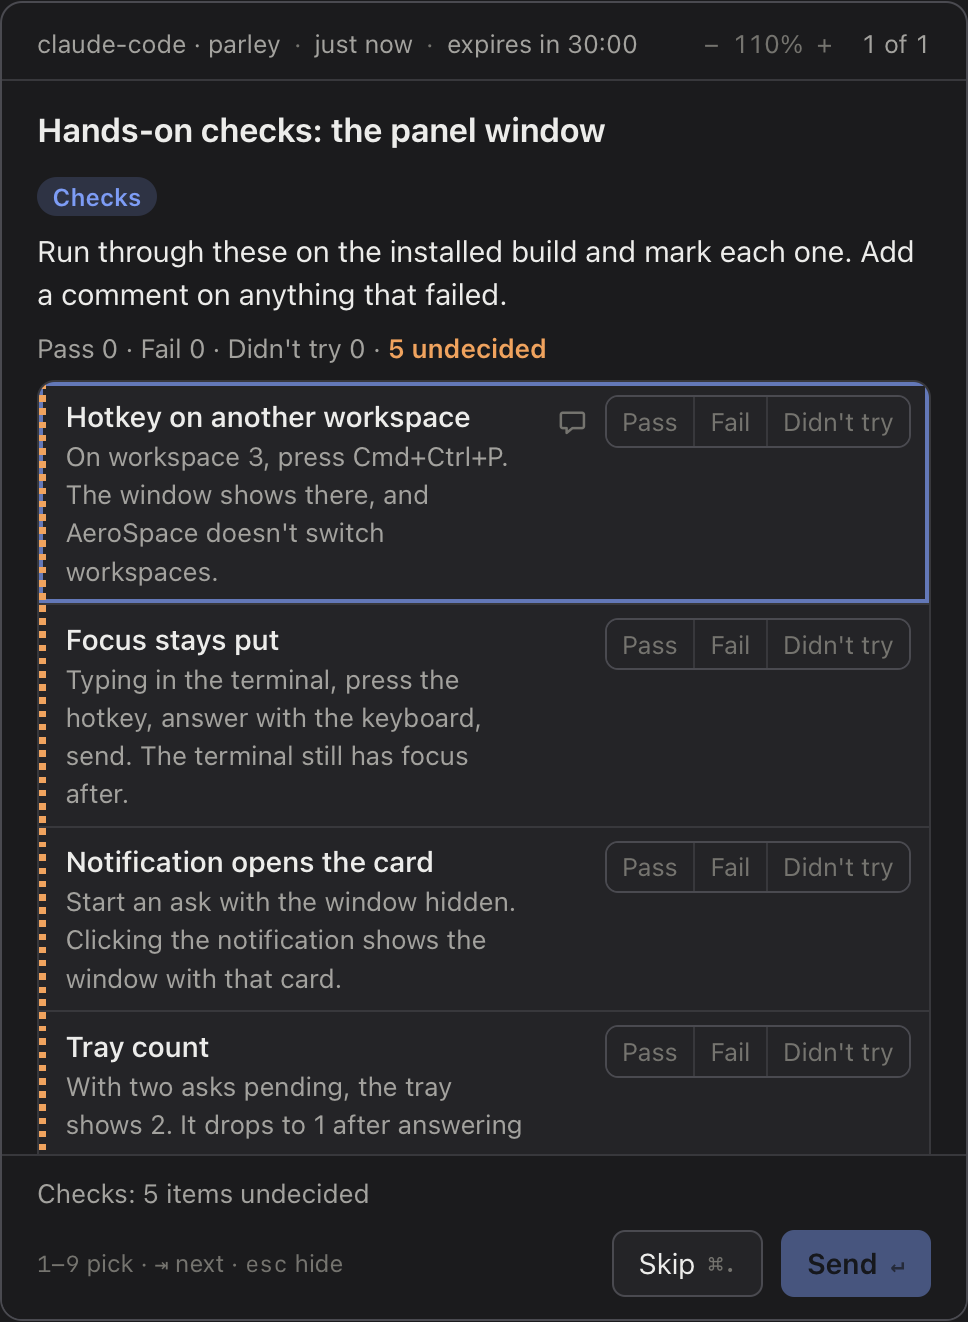 claude-code · parley · just now · expires in 30:00 − 110% + 1 of 1
Hands-on checks: the panel window
Checks
Run through these on the installed build and mark each one. Add
a comment on anything that failed.
Pass 0 · Fail 0 · Didn't try 0 · 5 undecided
Hotkey on another workspace
Pass Fail Didn't try
On workspace 3, press Cmd+Ctrl+P.
The window shows there, and
AeroSpace doesn't switch
workspaces.
Focus stays put
Pass Fail Didn't try
Typing in the terminal, press the
hotkey, answer with the keyboard,
send. The terminal still has focus
after.
Notification opens the card
Pass Fail Didn't try
Start an ask with the window hidden.
Clicking the notification shows the
window with that card.
Tray count
Pass Fail Didn't try
With two asks pending, the tray
shows 2. It drops to 1 after answering
Checks: 5 items undecided
1–9 pick · ⇥ next · esc hide
Skip ⌘.
Send ↵